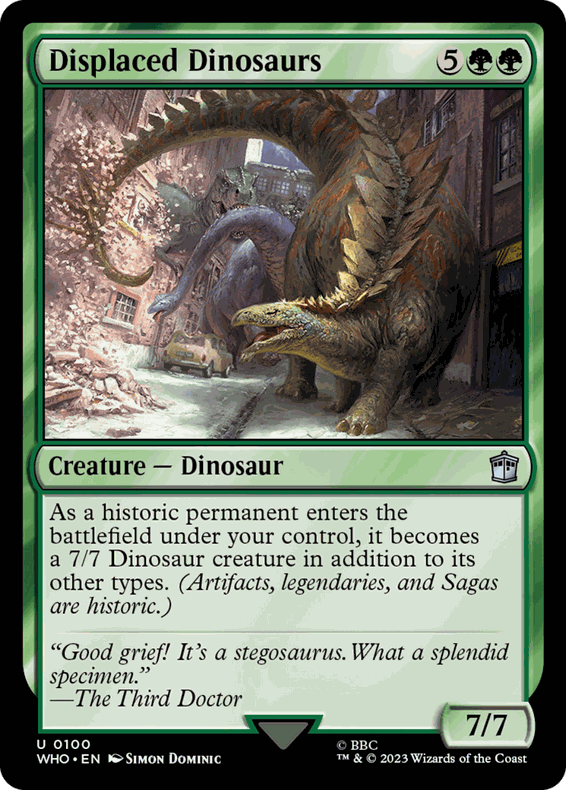 Displaced Dinosaurs 5
Creature — Dinosaur
As a historic permanent enters the
battlefield under your control, it becomes
a 7/7 Dinosaur creature in addition to its
other types. (Artifacts, legendaries, and Sagas
are historic.)
“Good grief! It’s a stegosaurus. What a splendid
specimen.”
—The Third Doctor
7/7
U 0100
WHO • EN Simon Dominic
© BBC
™ & © 2023 Wizards of the Coast